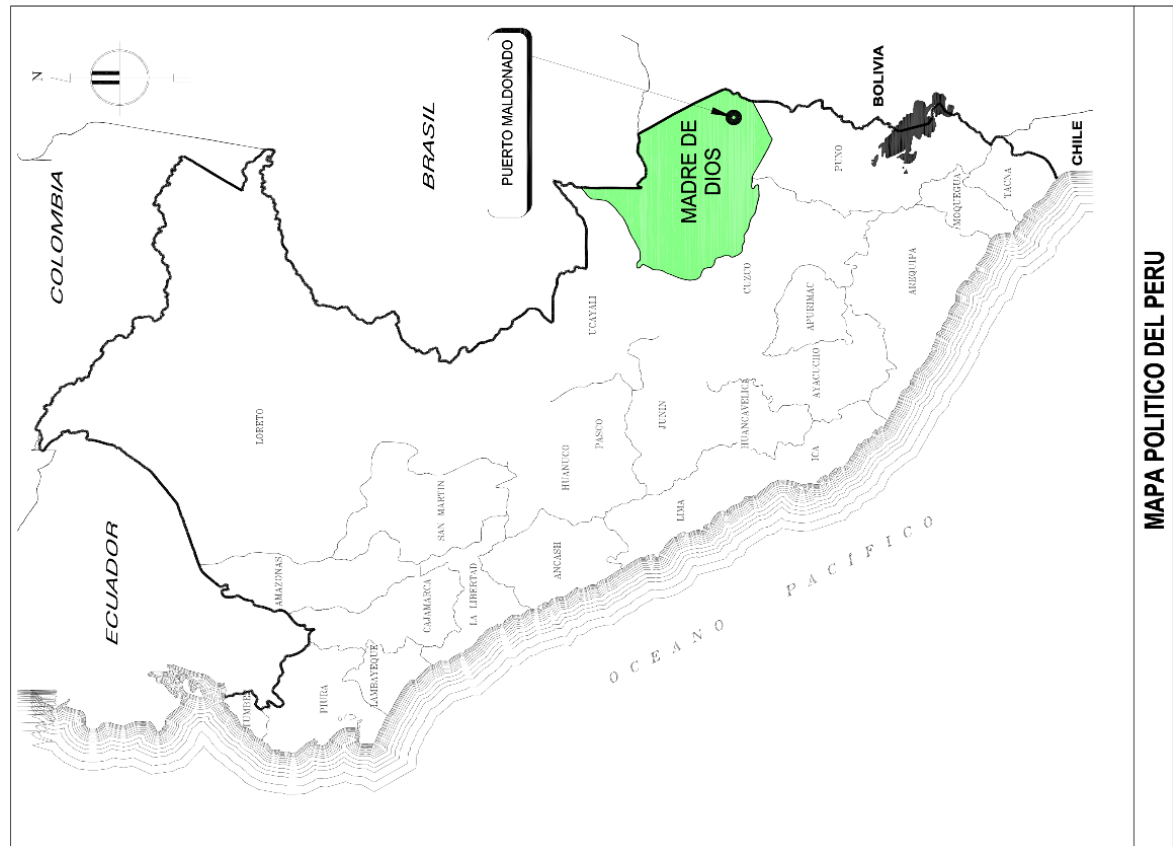 N
COLOMBIA
ECUADOR
BRASIL
PUERTO MALDONADO
BOLIVIA
CHILE
MADRE DE
DIOS
LORETO
AMAZONAS
TUMBES
PIURA
LAMBAYEQUE
CAJAMARCA
SAN MARTIN
LA LIBERTAD
ANCASH
HUANUCO
PASCO
UCAYALI
JUNIN
LIMA
HUANCAVELICA
CUZCO
ICA
AYACUCHO
APURIMAC
AREQUIPA
PUNO
MOQUEGUA
TACNA
OCEANO PACÍFICO
MAPA POLITICO DEL PERU